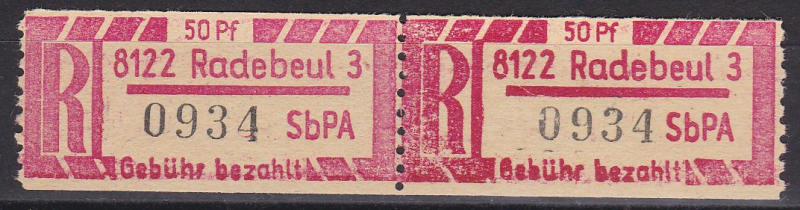 50 Pf
R 8122 Radebeul 3
0934 SbPA
Gebühr bezahlt
50 Pf
R 8122 Radebeul 3
0934 SbPA
Gebühr bezahlt